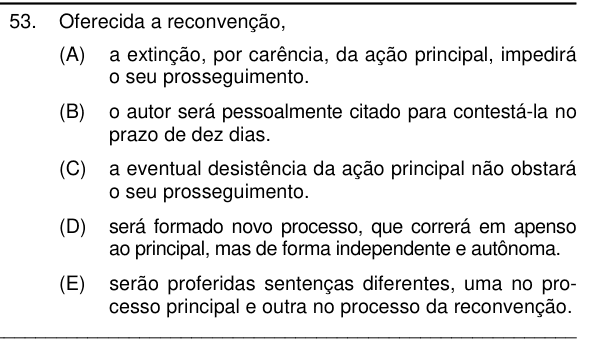 53. Oferecida a reconvenção,
(A) a extinção, por carência, da ação principal, impedirá
o seu prosseguimento.
(B) o autor será pessoalmente citado para contestá-la no
prazo de dez dias.
(C) a eventual desistência da ação principal não obstará
o seu prosseguimento.
(D) será formado novo processo, que correrá em apenso
ao principal, mas de forma independente e autônoma.
(E) serão proferidas sentenças diferentes, uma no pro-
cesso principal e outra no processo da reconvenção.